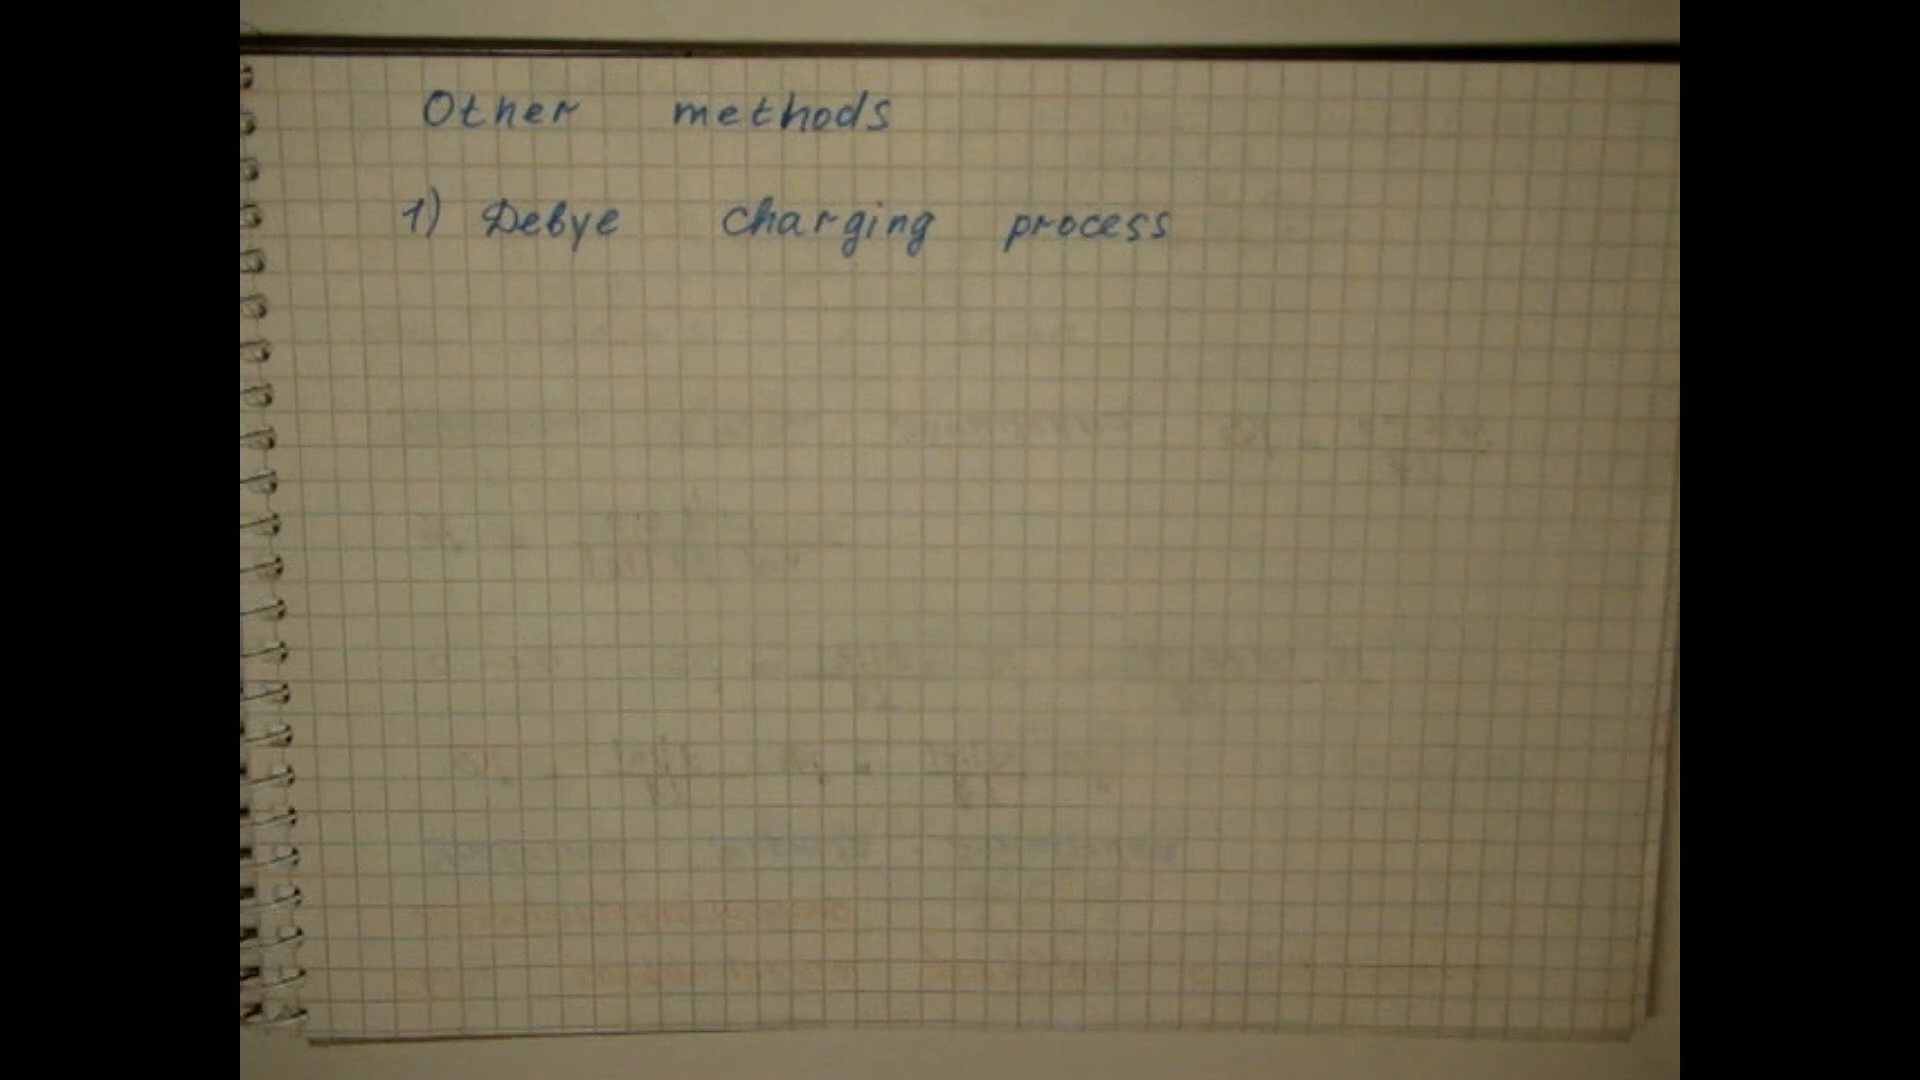 Other methods
1) Debye charging process